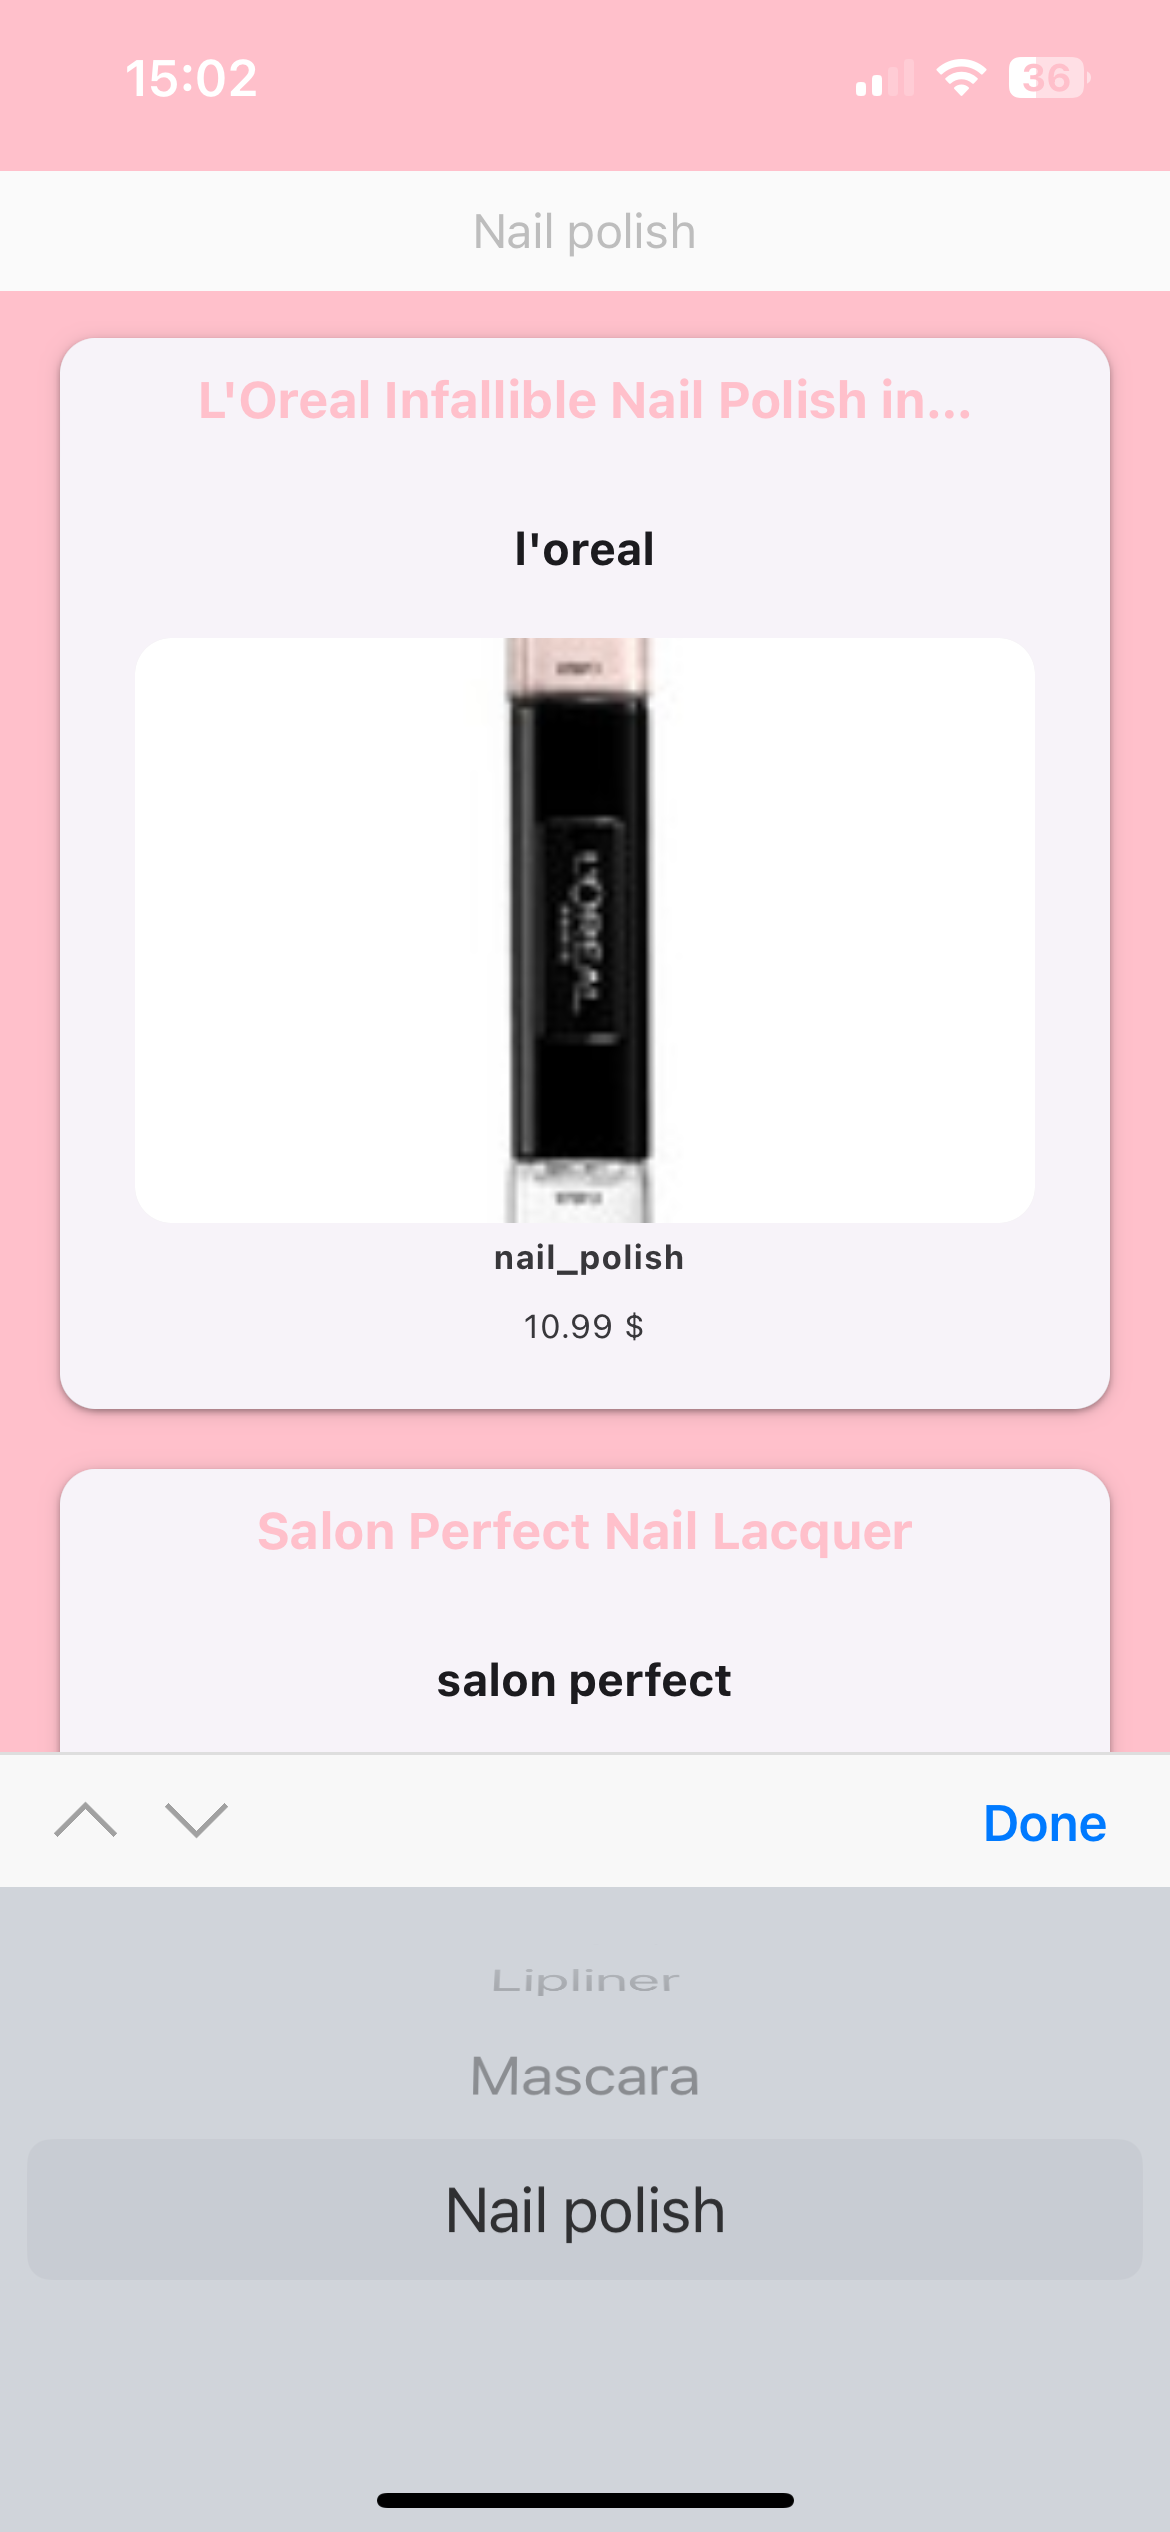 15:02
36
Nail polish
L'Oreal Infallible Nail Polish in...
l'oreal
L'OREAL
nail_polish
10.99 $
Salon Perfect Nail Lacquer
salon perfect
Done
Lipliner
Mascara
Nail polish